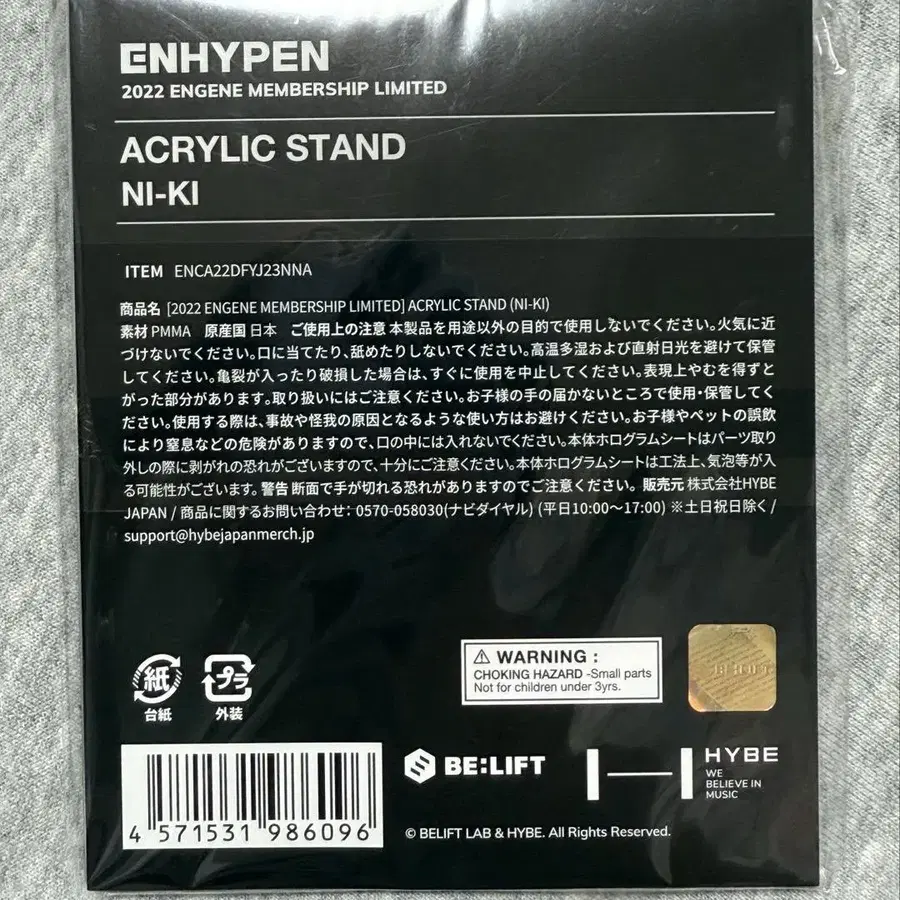 ENHYPEN
2022 ENGENE MEMBERSHIP LIMITED
ACRYLIC STAND
NI-KI
ITEM ENCA22DFYJ23NNA
商品名 [2022 ENGENE MEMBERSHIP LIMITED] ACRYLIC STAND (NI-KI)
素材 PMMA 原産国 日本 ご使用上の注意 本製品を用途以外の目的で使用しないでください。火気に近
づけないでください。口に当てたり、舐めたりしないでください。高温多湿および直射日光を避けて保管
してください。亀裂が入ったり破損した場合は、すぐに使用を中止してください。表現上やむを得ずと
がった部分があります。取り扱いにはご注意ください。お子様の手の届かないところで使用・保管してく
ださい。使用する際は、事故や怪我の原因となるような使い方はお避けください。お子様やペットの誤飲
により窒息などの危険がありますので、口の中には入れないでください。本体ホログラムシートはパーツ取り
外しの際に剥がれの恐れがございますので、十分にご注意ください。本体ホログラムシートは工法上、気泡等が入
る可能性がございます。警告 断面で手が切れる恐れがありますのでご注意ください。 販売元 株式会社HYBE
JAPAN / 商品に関するお問い合わせ: 0570-058030(ナビダイヤル) (平日10:00〜17:00) ※土日祝日除く /
support@hybejapanmerch.jp
紙
台紙
プラ
外装
⚠ WARNING :
CHOKING HAZARD -Small parts
Not for children under 3yrs.
BE:LIFT
4 571531 986096
BE:LIFT
HYBE
WE
BELIEVE IN
MUSIC
© BELIFT LAB & HYBE. All Rights Reserved.